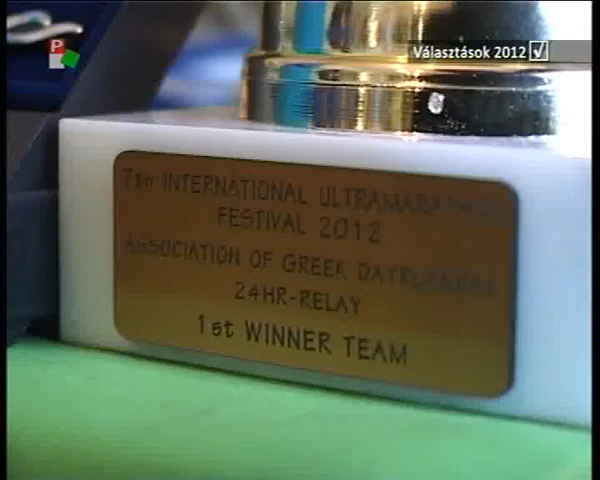 P
Választások 2012
7th INTERNATIONAL ULTRAMARATHON
FESTIVAL 2012
ASSOCIATION OF GREEK DAYRUNNERS
24HR-RELAY
1st WINNER TEAM